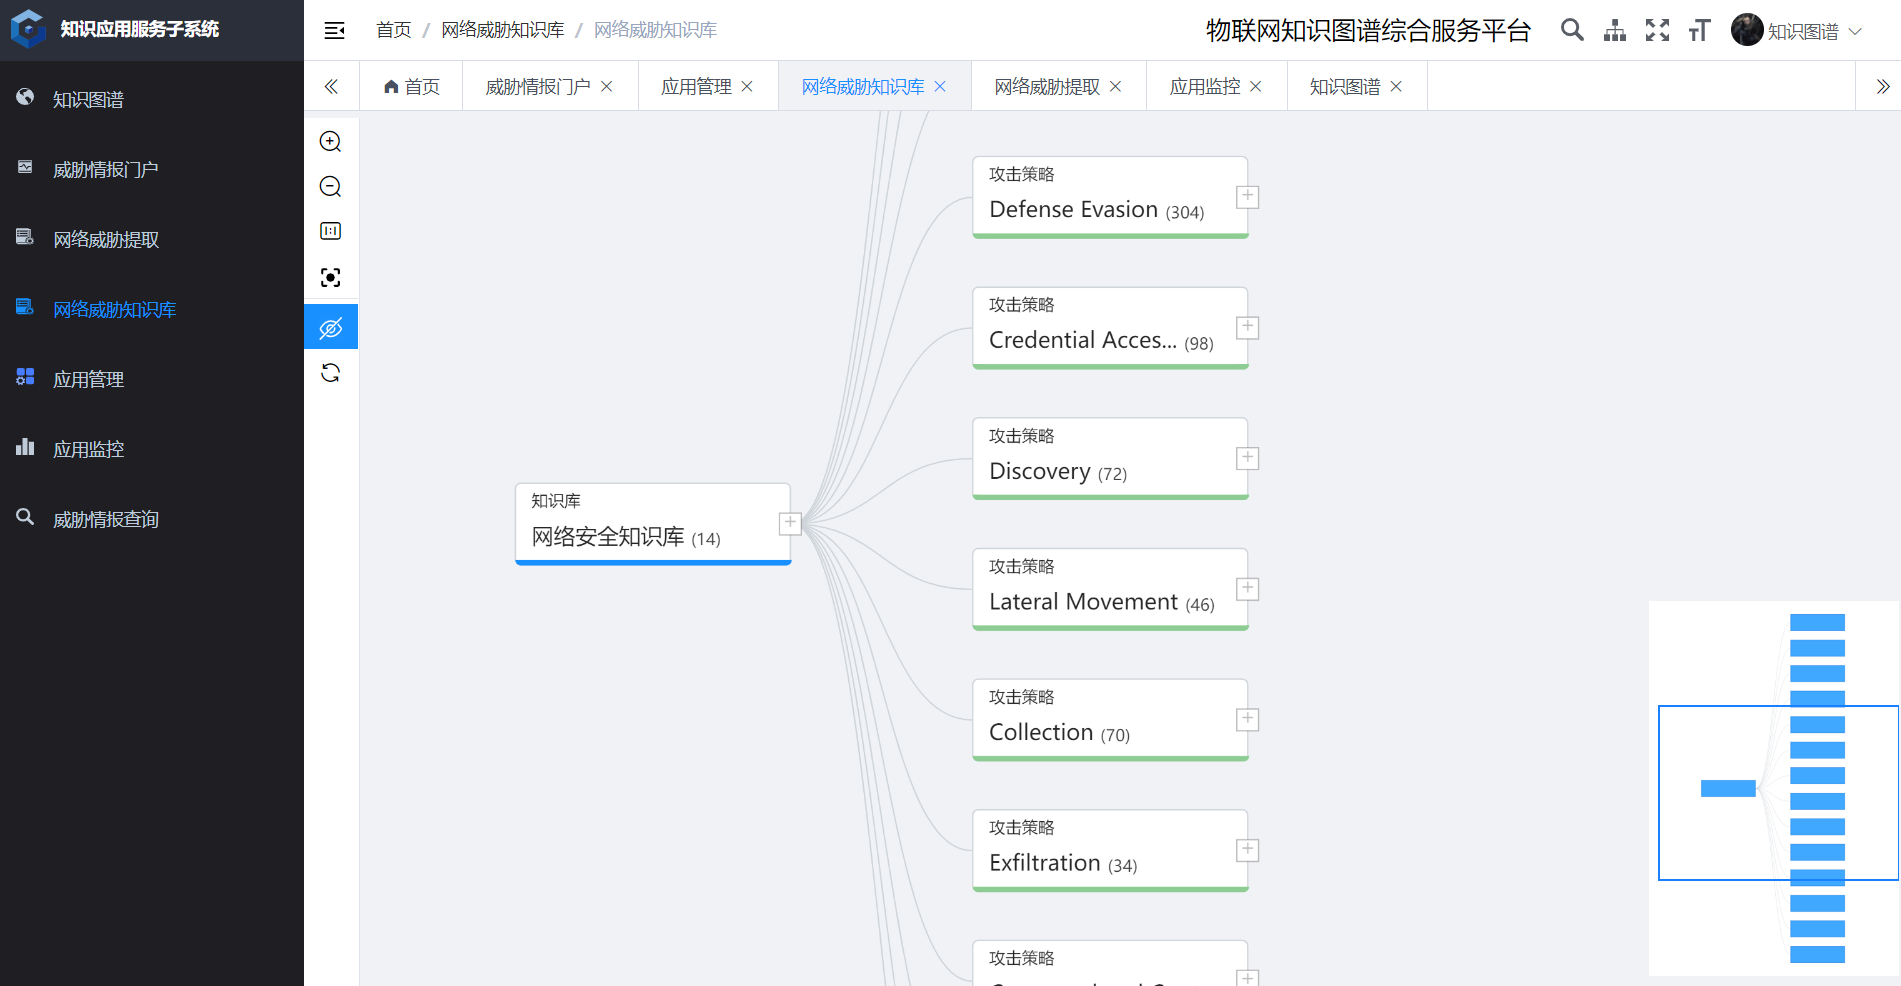 知识应用服务子系统
首页 / 网络威胁知识库 / 网络威胁知识库
物联网知识图谱综合服务平台
知识图谱
首页
威胁情报门户
应用管理
网络威胁知识库
网络威胁提取
应用监控
知识图谱
知识图谱
威胁情报门户
网络威胁提取
网络威胁知识库
应用管理
应用监控
威胁情报查询
知识库
网络安全知识库 (14)
攻击策略
Defense Evasion (304)
攻击策略
Credential Acces... (98)
攻击策略
Discovery (72)
攻击策略
Lateral Movement (46)
攻击策略
Collection (70)
攻击策略
Exfiltration (34)
攻击策略